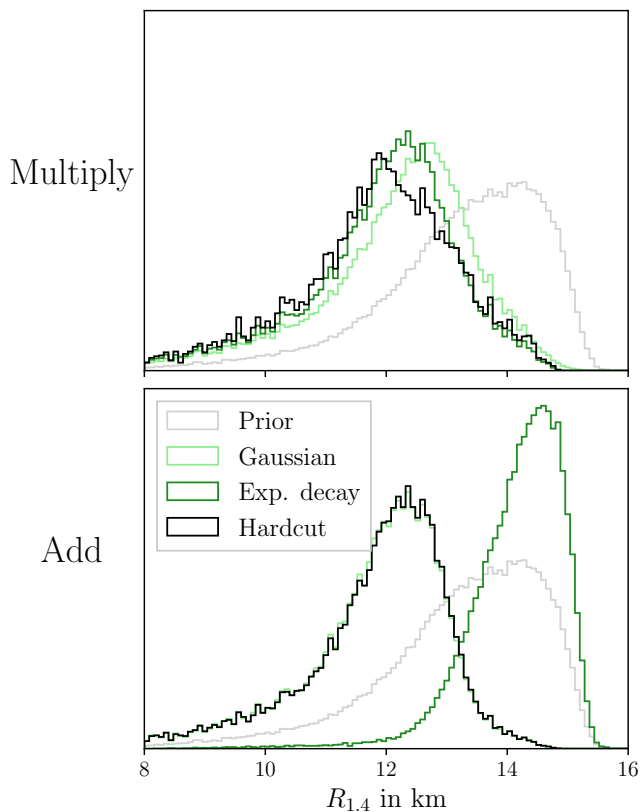 Multiply
Add
Prior
Gaussian
Exp. decay
Hardcut
8 10 12 14 16
R1.4 in km